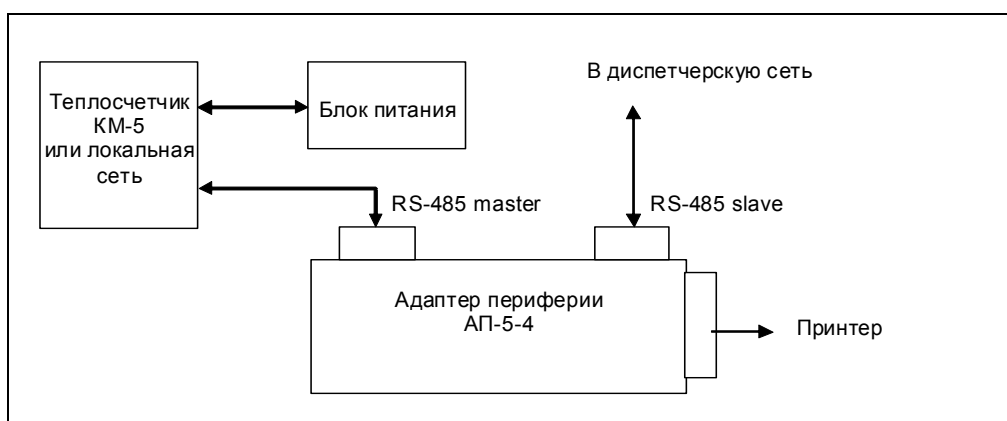 Теплосчетчик
КМ-5
или локальная
сеть
Блок питания
В диспетчерскую сеть
RS-485 master
RS-485 slave
Адаптер периферии
АП-5-4
Принтер